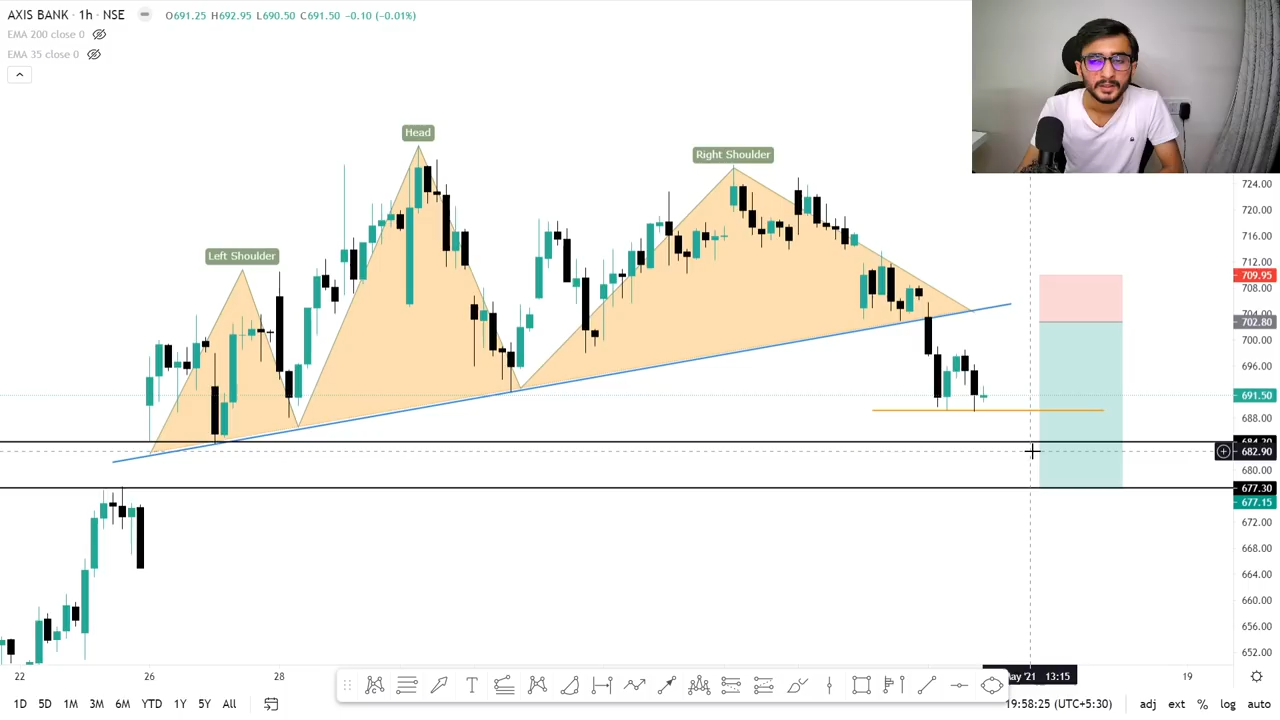 AXIS BANK · 1h · NSE
O691.25 H692.95 L690.50 C691.50 -0.10 (-0.01%)
EMA 200 close 0
EMA 35 close 0
Head
Right Shoulder
Left Shoulder
724.00
720.00
716.00
712.00
709.95
708.00
704.00
702.80
700.00
696.00
691.50
688.00
684.20
682.90
680.00
677.30
677.15
672.00
668.00
664.00
660.00
656.00
652.00
22
26
28
May '21 13:15
19
1D 5D 1M 3M 6M YTD 1Y 5Y All
19:58:25 (UTC+5:30)
adj ext % log auto